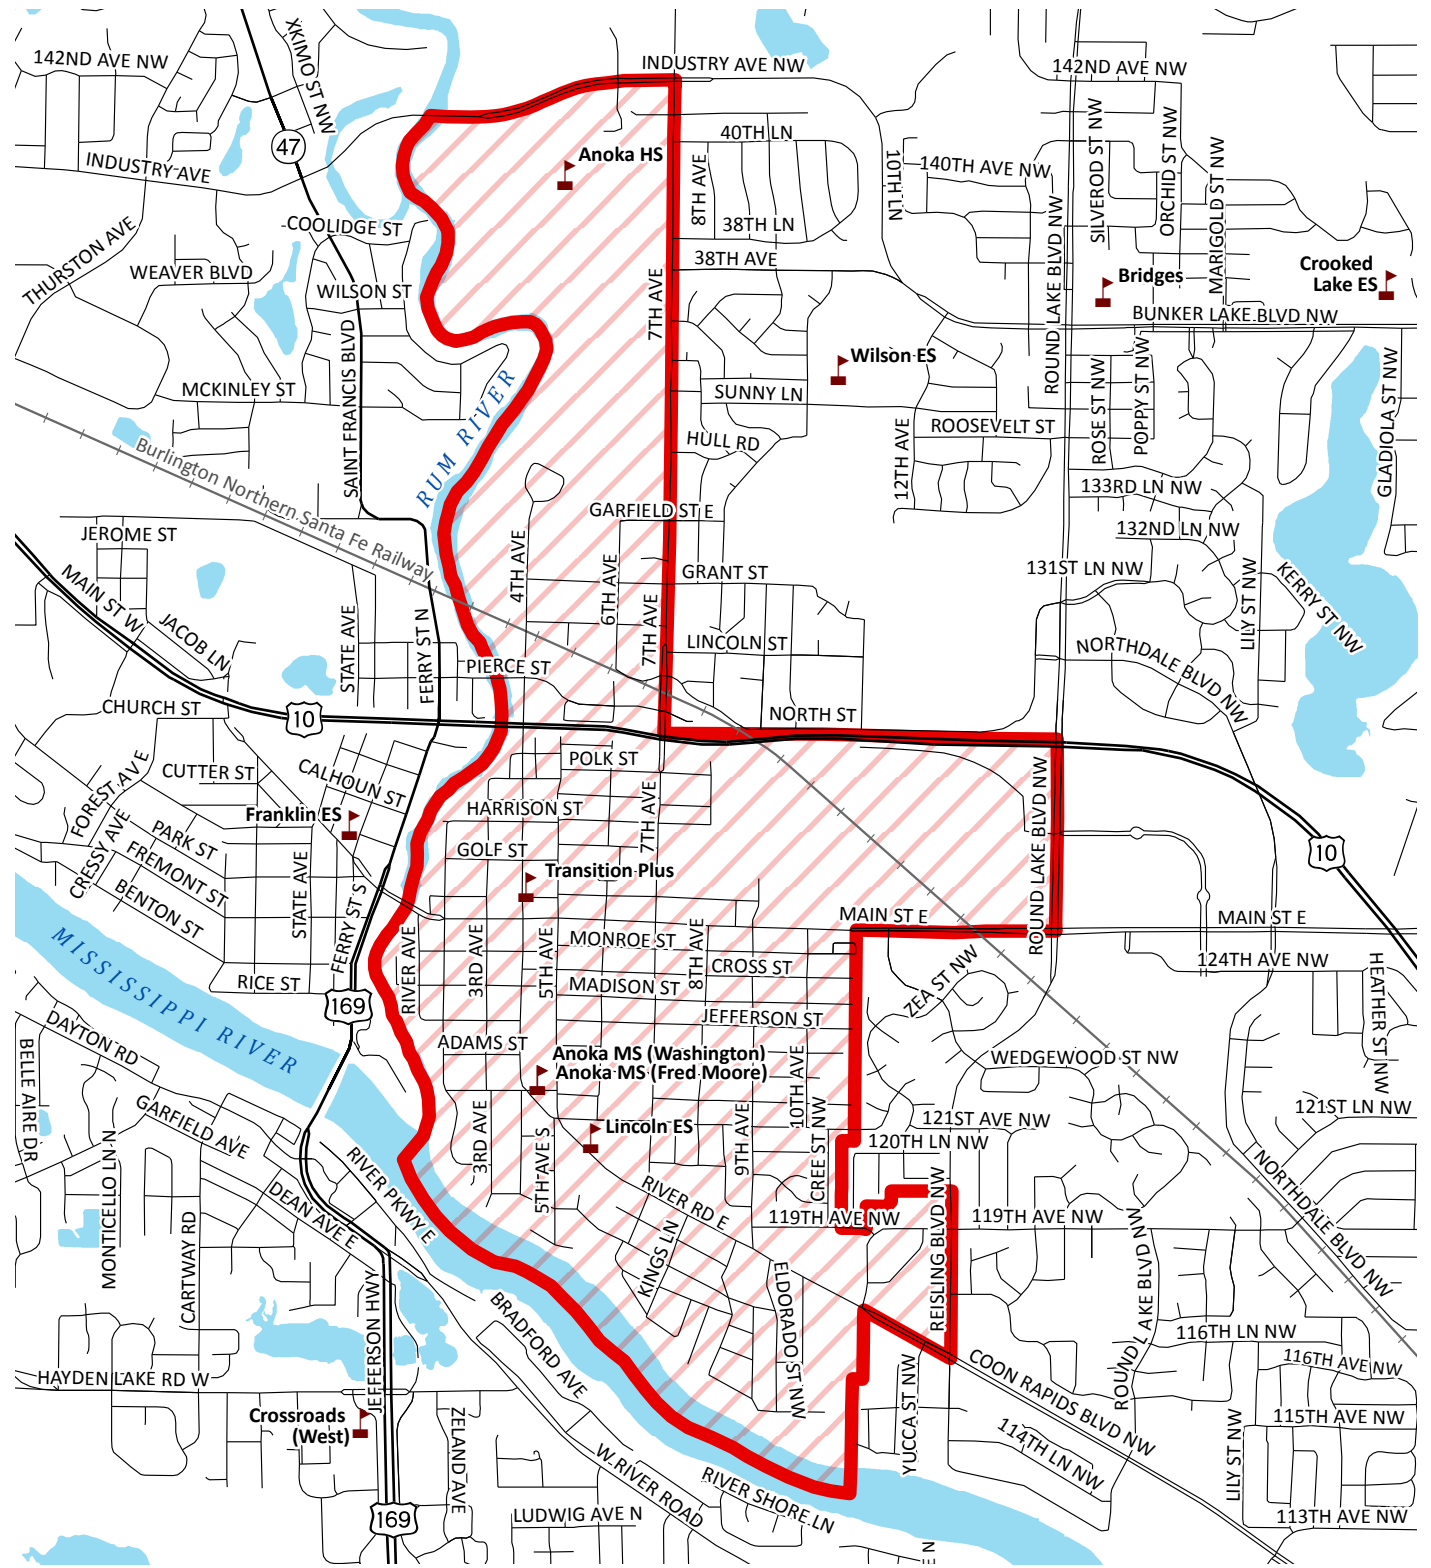 XKIMO ST NW
142ND AVE NW
INDUSTRY AVE NW
142ND AVE NW
47
40TH LN
SILVEROD ST NW
ORCHID ST NW
MARIGOLD ST NW
INDUSTRY AVE
Anoka HS
8TH AVE
10TH LN
140TH AVE NW
COOLIDGE ST
38TH LN
THURSTON AVE
WEAVER BLVD
WILSON ST
38TH AVE
7TH AVE
ROUND LAKE BLVD NW
Bridges
Crooked
Lake ES
BUNKER LAKE BLVD NW
SAINT FRANCIS BLVD
Wilson ES
MCKINLEY ST
SUNNY LN
ROSE ST NW
POPPY ST NW
GLADIOLA ST NW
RUM RIVER
HULL RD
12TH AVE
ROOSEVELT ST
Burlington Northern Santa Fe Railway
133RD LN NW
GARFIELD ST E
132ND LN NW
JEROME ST
4TH AVE
6TH AVE
GRANT ST
131ST LN NW
LILY ST NW
KERRY ST NW
MAIN ST W
JACOB LN
STATE AVE
FERRY ST N
7TH AVE
LINCOLN ST
NORTHDALE BLVD NW
PIERCE ST
CHURCH ST
10
NORTH ST
FOREST AVE
CUTTER ST
CALHOUN ST
POLK ST
ROUND LAKE BLVD NW
Franklin ES
HARRISON ST
7TH AVE
CRESSY AVE
PARK ST
FREMONT ST
BENTON ST
STATE AVE
GOLF ST
10
Transition Plus
FERRY ST S
MAIN ST E
MAIN ST E
MISSISSIPPI RIVER
RIVER AVE
3RD AVE
5TH AVE
MONROE ST
8TH AVE
CROSS ST
124TH AVE NW
RICE ST
169
MADISON ST
ZEA ST NW
HEATHER ST NW
DAYTON RD
JEFFERSON ST
ADAMS ST
BELLE AIRE DR
Anoka MS (Washington)
Anoka MS (Fred Moore)
10TH AVE
WEDGEWOOD ST NW
GARFIELD AVE
3RD AVE
5TH AVE S
Lincoln ES
9TH AVE
CREE ST NW
121ST AVE NW
121ST LN NW
120TH LN NW
MONTICELLO LN N
RIVER PKWY E
DEAN AVE E
RIVER RD E
NORTHDALE BLVD NW
CARTWAY RD
KINGS LN
119TH AVE NW
REISLING BLVD NW
119TH AVE NW
ROUND LAKE BLVD NW
JEFFERSON HWY
BRADFORD AVE
ELDORADO ST NW
116TH LN NW
116TH AVE NW
HAYDEN LAKE RD W
COON RAPIDS BLVD NW
Crossroads
(West)
ZELAND AVE
YUCCA ST NW
114TH LN NW
LILY ST NW
115TH AVE NW
W RIVER ROAD
RIVER SHORE LN
169
LUDWIG AVE N
113TH AVE NW
E N